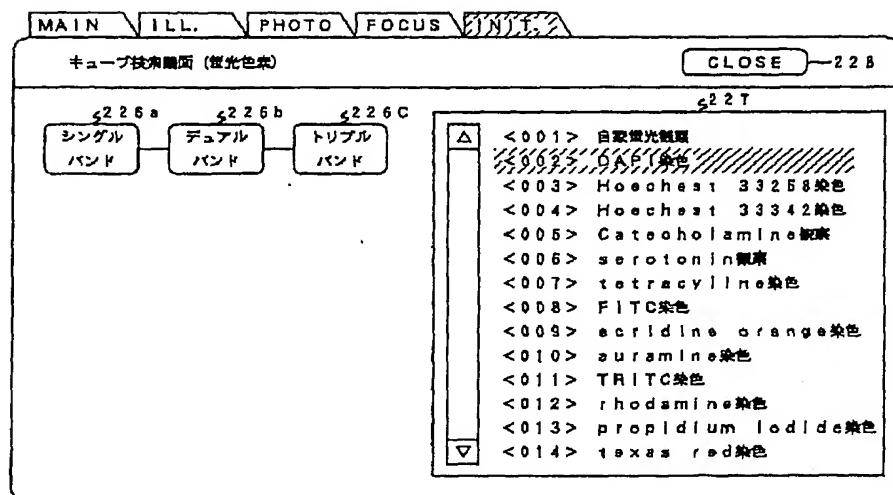 MAIN ILL. PHOTO FOCUS INIT.
キューブ検索画面 (蛍光色素) CLOSE 228
226a 226b 226C 227
シングル
バンド
デュアル
バンド
トリプル
バンド
<001> 自家蛍光観察
<002> DAPI染色
<003> Hoechest 33258染色
<004> Hoechest 33342染色
<005> Catecholamine観察
<006> serotonin観察
<007> tetracyline染色
<008> FITC染色
<009> acridine orange染色
<010> auramine染色
<011> TRITC染色
<012> rhodamine染色
<013> propidium Iodide染色
<014> texas red染色